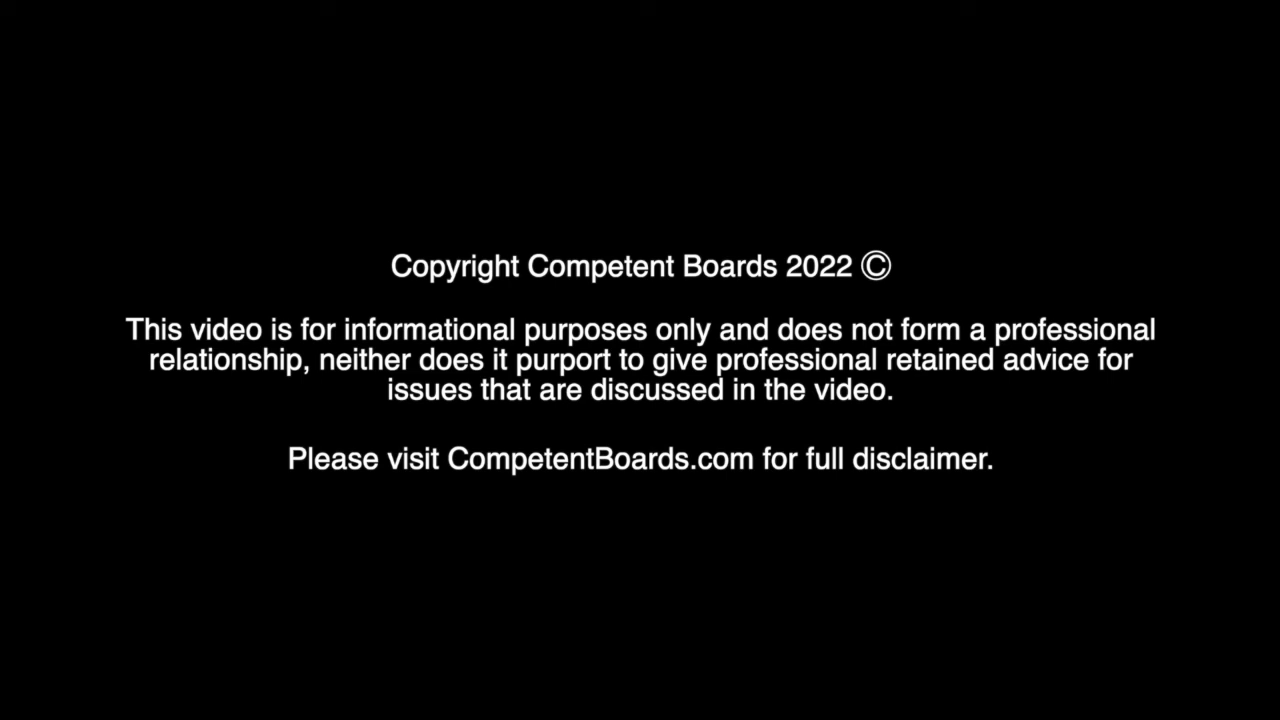 Copyright Competent Boards 2022 ©
This video is for informational purposes only and does not form a professional
relationship, neither does it purport to give professional retained advice for
issues that are discussed in the video.
Please visit CompetentBoards.com for full disclaimer.